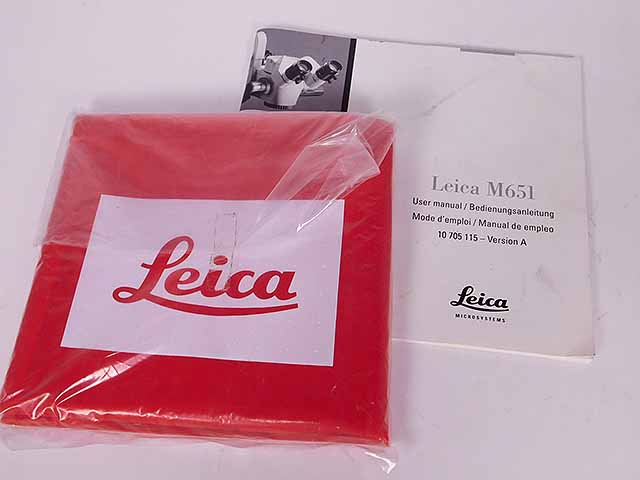 Leica
Leica M651
User manual / Bedienungsanleitung
Mode d'emploi / Manual de empleo
10 705 115 – Version A
Leica
MICROSYSTEMS